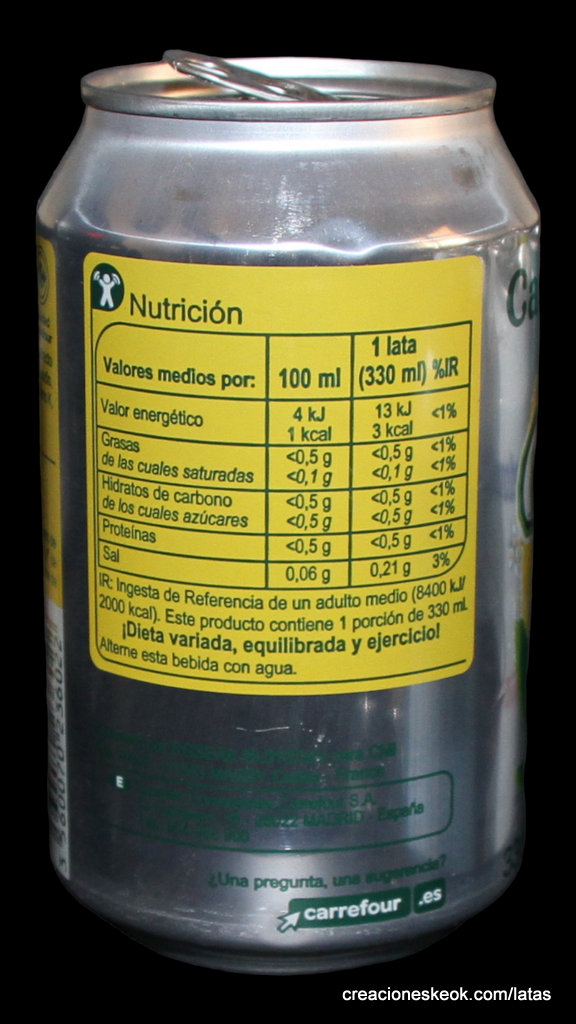 Nutrición
Valores medios por: 100 ml 1 lata (330 ml) %IR
Valor energético 4 kJ 13 kJ <1%
1 kcal 3 kcal
Grasas <0,5 g <0,5 g <1%
de las cuales saturadas <0,1 g <0,1 g <1%
Hidratos de carbono <0,5 g <0,5 g <1%
de los cuales azúcares <0,5 g <0,5 g <1%
Proteínas <0,5 g <0,5 g <1%
Sal 0,06 g 0,21 g 3%
IR: Ingesta de Referencia de un adulto medio (8400 kJ/
2000 kcal). Este producto contiene 1 porción de 330 ml.
¡Dieta variada, equilibrada y ejercicio!
Alterne esta bebida con agua.
para CMI
France
E
S.A.
28022 MADRID - España
¿Una pregunta, una sugerencia?
carrefour .es
Ca
creacioneskeok.com/latas